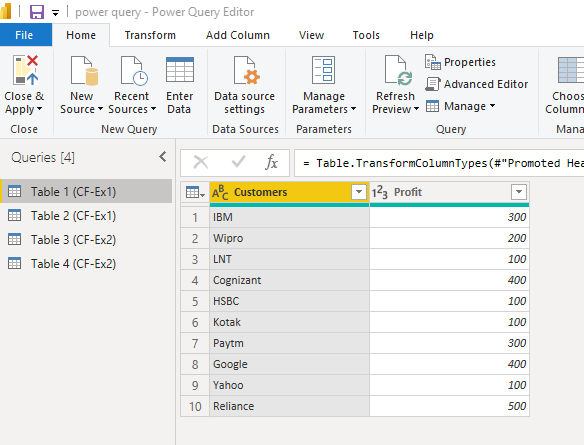 power query - Power Query Editor
File Home Transform Add Column View Tools Help
Close & Apply
New Source
Recent Sources
Enter Data
Data source settings
Manage Parameters
Refresh Preview
Properties
Advanced Editor
Manage
Close New Query Data Sources Parameters Query
Queries [4]
fx = Table.TransformColumnTypes(#"Promoted Hea
Table 1 (CF-Ex1)
Table 2 (CF-Ex1)
Table 3 (CF-Ex2)
Table 4 (CF-Ex2)
ABC Customers 123 Profit
1 IBM 300
2 Wipro 200
3 LNT 100
4 Cognizant 400
5 HSBC 100
6 Kotak 100
7 Paytm 300
8 Google 400
9 Yahoo 100
10 Reliance 500